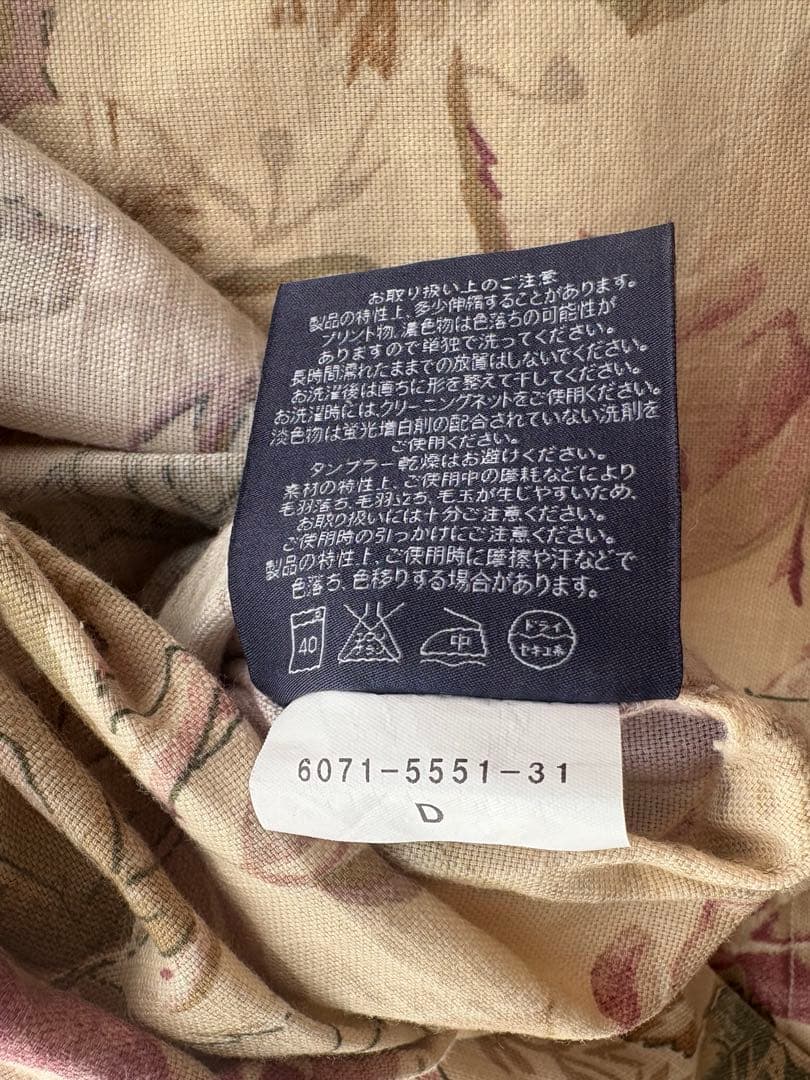 お取り扱い上のご注意
製品の特性上、多少伸縮することがあります。
プリント物、濃色物は色落ちの可能性が
ありますので単独で洗ってください。
長時間濡れたままでの放置はしないでください。
お洗濯後は直ちに形を整えて干してください。
お洗濯時には、クリーニングネットをご使用ください。
淡色物は蛍光増白剤の配合されていない洗剤を
ご使用ください。
タンブラー乾燥はお避けください。
素材の特性上、ご使用中の摩耗などにより
毛羽落ち、毛羽立ち、毛玉が生じやすいため、
お取り扱いには十分ご注意ください。
ご使用時の引っかけにご注意ください。
製品の特性上、ご使用時に摩擦や汗などで
色落ち、色移りする場合があります。
40 エンソサラシ 中 ドライ セキユ系
6071-5551-31
D